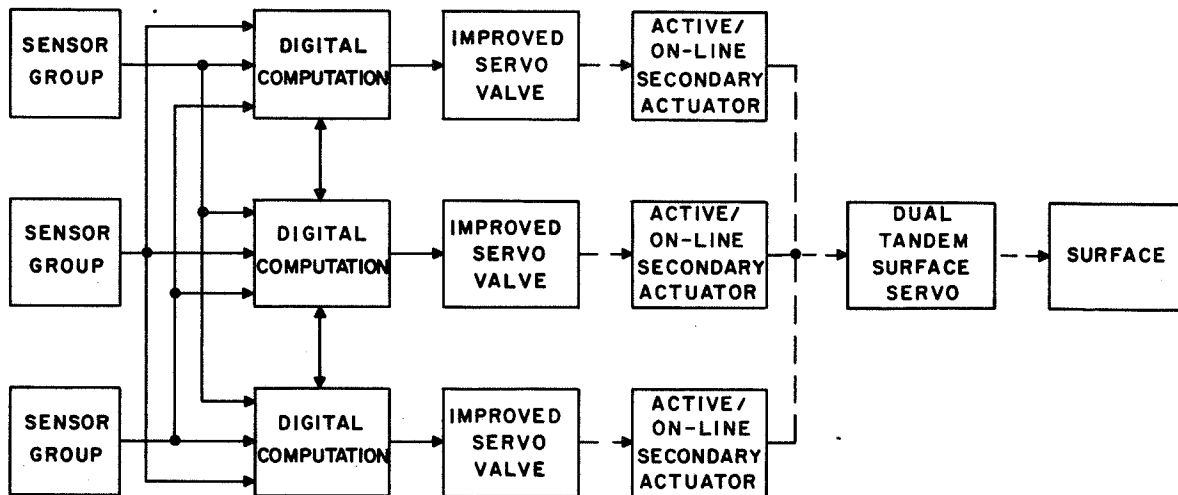 SENSOR
GROUP
DIGITAL
COMPUTATION
IMPROVED
SERVO
VALVE
ACTIVE/
ON-LINE
SECONDARY
ACTUATOR
SENSOR
GROUP
DIGITAL
COMPUTATION
IMPROVED
SERVO
VALVE
ACTIVE/
ON-LINE
SECONDARY
ACTUATOR
DUAL
TANDEM
SURFACE
SERVO
SURFACE
SENSOR
GROUP
DIGITAL
COMPUTATION
IMPROVED
SERVO
VALVE
ACTIVE/
ON-LINE
SECONDARY
ACTUATOR